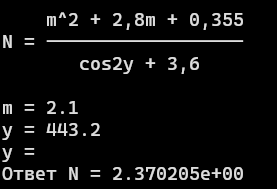 m^2 + 2,8m + 0,355
N = ──────────────────
cos2y + 3,6
m = 2.1
y = 443.2
y =
Ответ N = 2.370205e+00